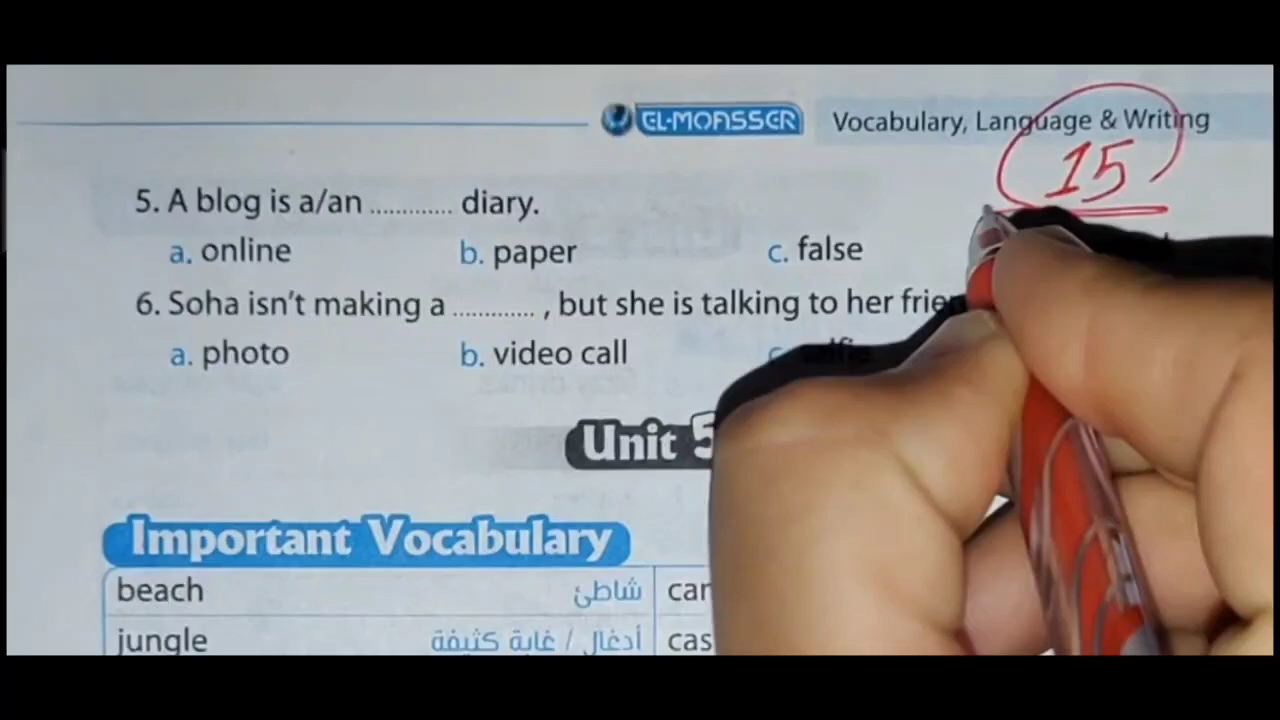 EL-MOASSER Vocabulary, Language & Writing
15
5. A blog is a/an ............. diary.
a. online b. paper c. false
6. Soha isn't making a ............. , but she is talking to her
a. photo b. video call c. selfie
Unit 5
Important Vocabulary
beach شاطئ
jungle أدغال / غابة كثيفة